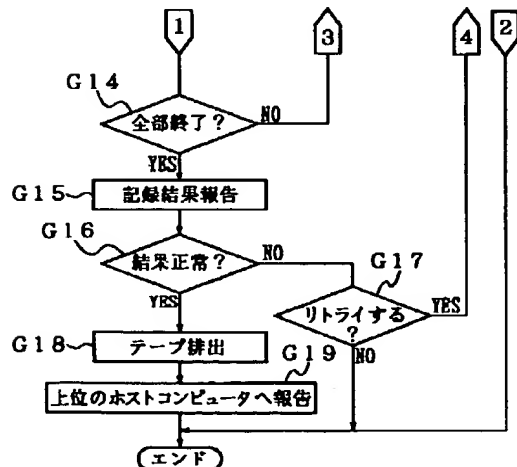 1
3
4
2
G14
全部終了?
NO
YES
G15
記録結果報告
G16
結果正常?
NO
G17
YES
リトライする
?
YES
G18
テープ排出
G19
NO
上位のホストコンピュータへ報告
エンド